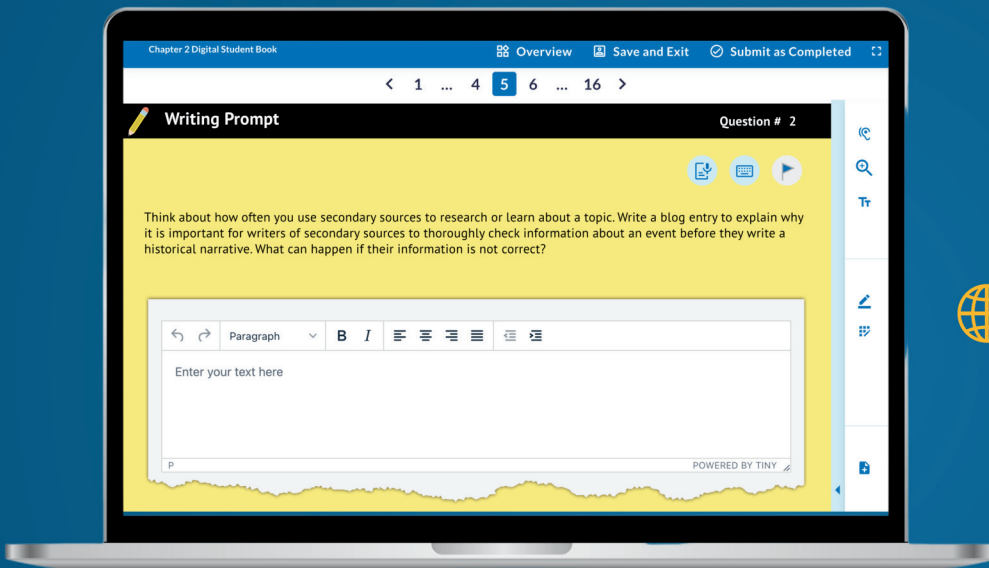 Chapter 2 Digital Student Book
Overview
Save and Exit
Submit as Completed
< 1 ... 4 5 6 ... 16 >
Writing Prompt
Question # 2
Tт
Think about how often you use secondary sources to research or learn about a topic. Write a blog entry to explain why
it is important for writers of secondary sources to thoroughly check information about an event before they write a
historical narrative. What can happen if their information is not correct?
Paragraph
B I
Enter your text here
P
POWERED BY TINY